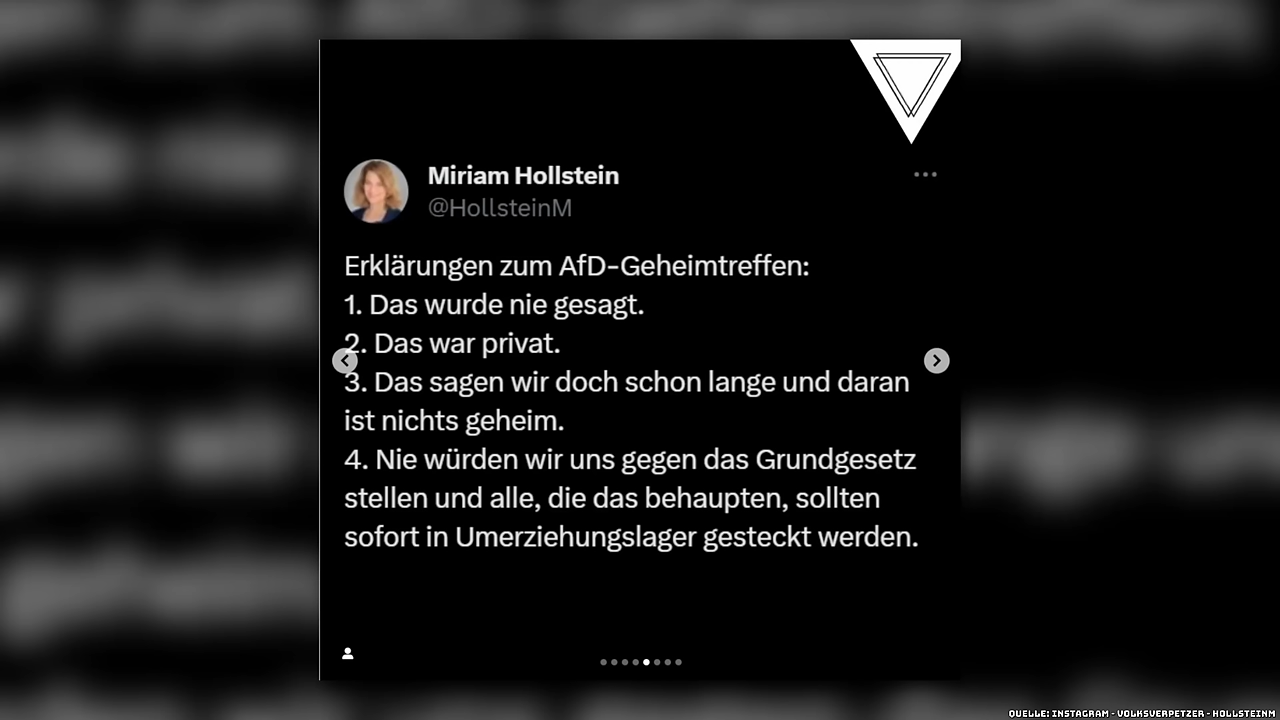 Miriam Hollstein
@HollsteinM
Erklärungen zum AfD-Geheimtreffen:
1. Das wurde nie gesagt.
2. Das war privat.
3. Das sagen wir doch schon lange und daran
ist nichts geheim.
4. Nie würden wir uns gegen das Grundgesetz
stellen und alle, die das behaupten, sollten
sofort in Umerziehungslager gesteckt werden.
QUELLE: INSTAGRAM - VOLKSVERPETZER - HOLLSTEINM